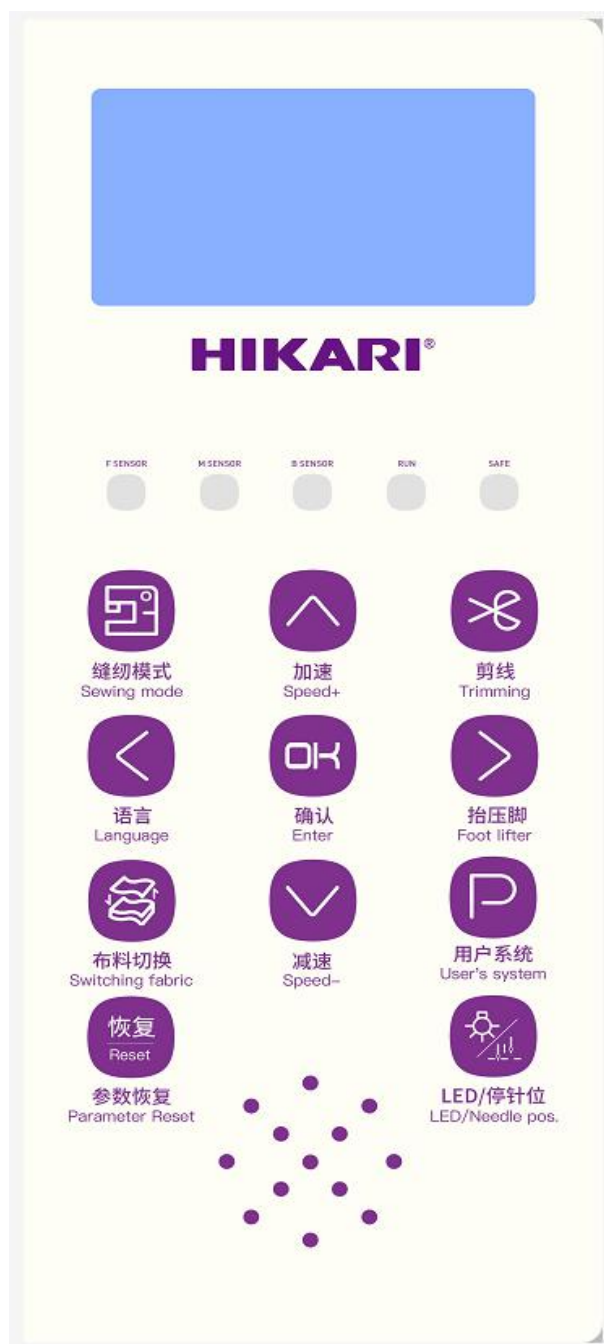 HIKARI®
F SENSOR M SENSOR B SENSOR RUN SAFE
缝纫模式 加速 剪线
Sewing mode Speed+ Trimming
OK
语言 确认 抬压脚
Language Enter Foot lifter
P
布料切换 减速 用户系统
Switching fabric Speed- User's system
恢复
Reset
参数恢复 LED/停针位
Parameter Reset LED/Needle pos.